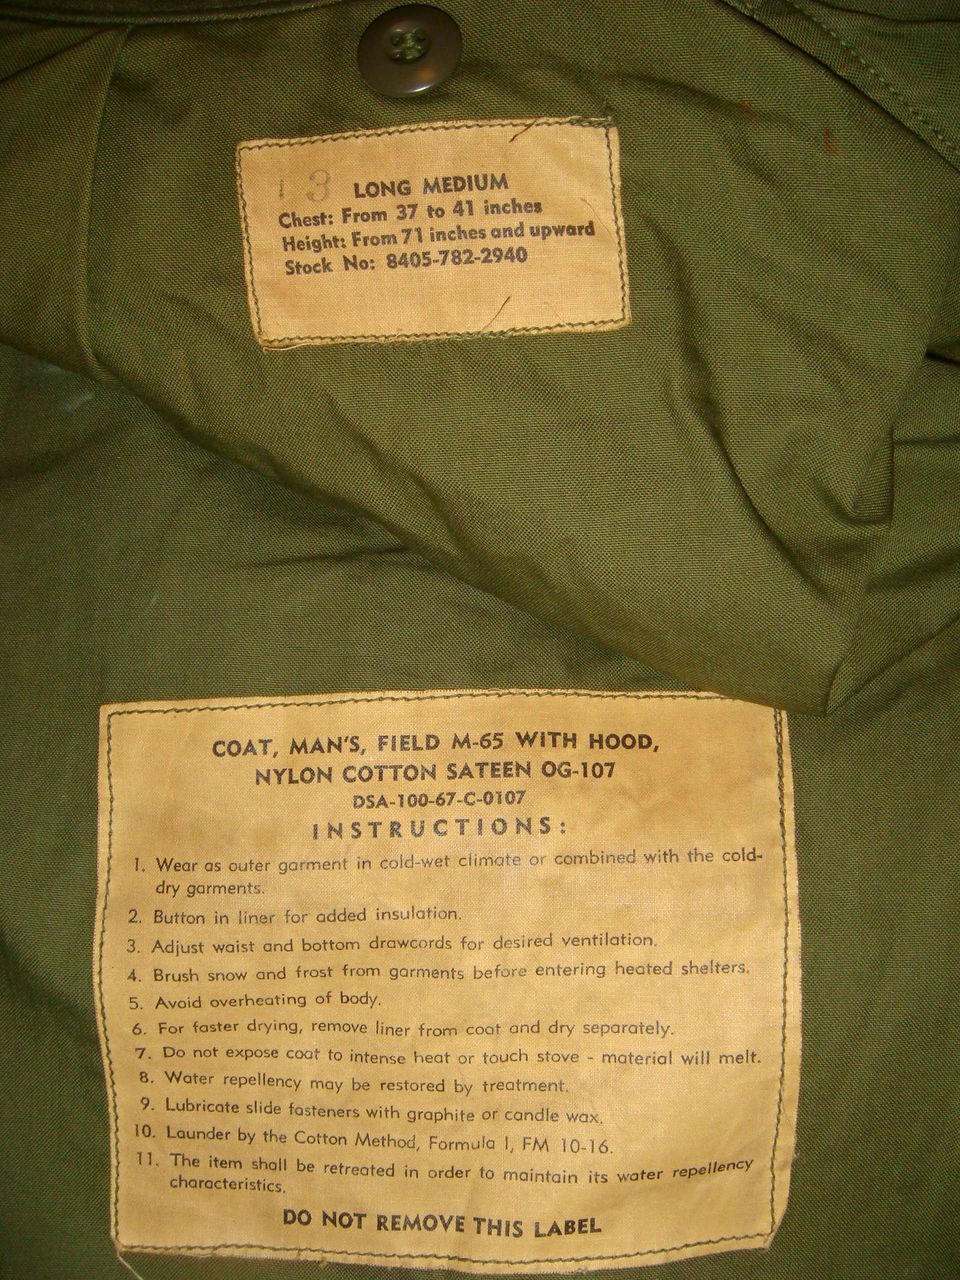 13 LONG MEDIUM
Chest: From 37 to 41 inches
Height: From 71 inches and upward
Stock No: 8405-782-2940
COAT, MAN'S, FIELD M-65 WITH HOOD,
NYLON COTTON SATEEN OG-107
DSA-100-67-C-0107
INSTRUCTIONS:
1. Wear as outer garment in cold-wet climate or combined with the cold-
dry garments.
2. Button in liner for added insulation.
3. Adjust waist and bottom drawcords for desired ventilation.
4. Brush snow and frost from garments before entering heated shelters.
5. Avoid overheating of body.
6. For faster drying, remove liner from coat and dry separately.
7. Do not expose coat to intense heat or touch stove - material will melt.
8. Water repellency may be restored by treatment.
9. Lubricate slide fasteners with graphite or candle wax.
10. Launder by the Cotton Method, Formula I, FM 10-16.
11. The item shall be retreated in order to maintain its water repellency
characteristics.
DO NOT REMOVE THIS LABEL